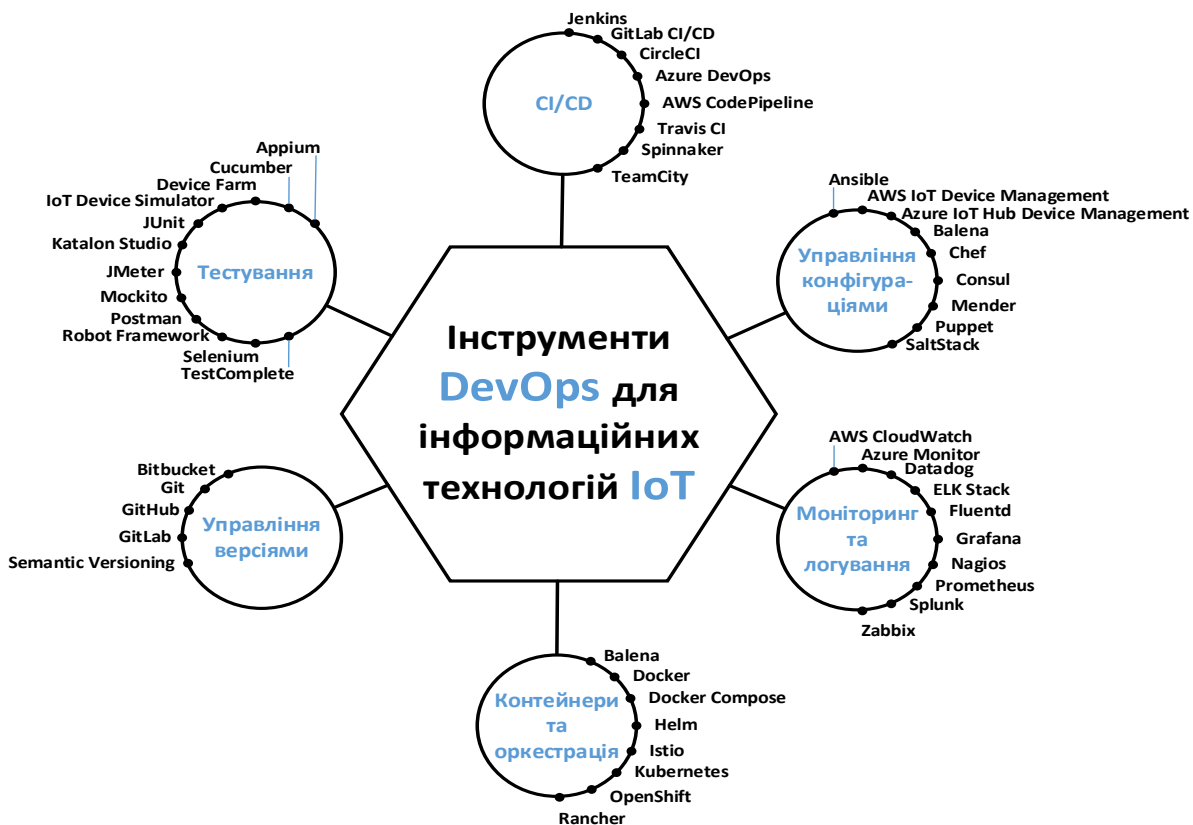 Jenkins
GitLab CI/CD
CircleCI
Azure DevOps
AWS CodePipeline
Travis CI
Spinnaker
TeamCity
CI/CD
Appium
Cucumber
Device Farm
IoT Device Simulator
JUnit
Katalon Studio
JMeter
Mockito
Postman
Robot Framework
Selenium
TestComplete
Тестування
Ansible
AWS IoT Device Management
Azure IoT Hub Device Management
Balena
Chef
Consul
Mender
Puppet
SaltStack
Управління
конфігура-
ціями
Інструменти
DevOps для
інформаційних
технологій IoT
Bitbucket
Git
GitHub
GitLab
Semantic Versioning
Управління
версіями
AWS CloudWatch
Azure Monitor
Datadog
ELK Stack
Fluentd
Grafana
Nagios
Prometheus
Splunk
Zabbix
Моніторинг
та
логування
Balena
Docker
Docker Compose
Helm
Istio
Kubernetes
OpenShift
Rancher
Контейнери
та
оркестрація